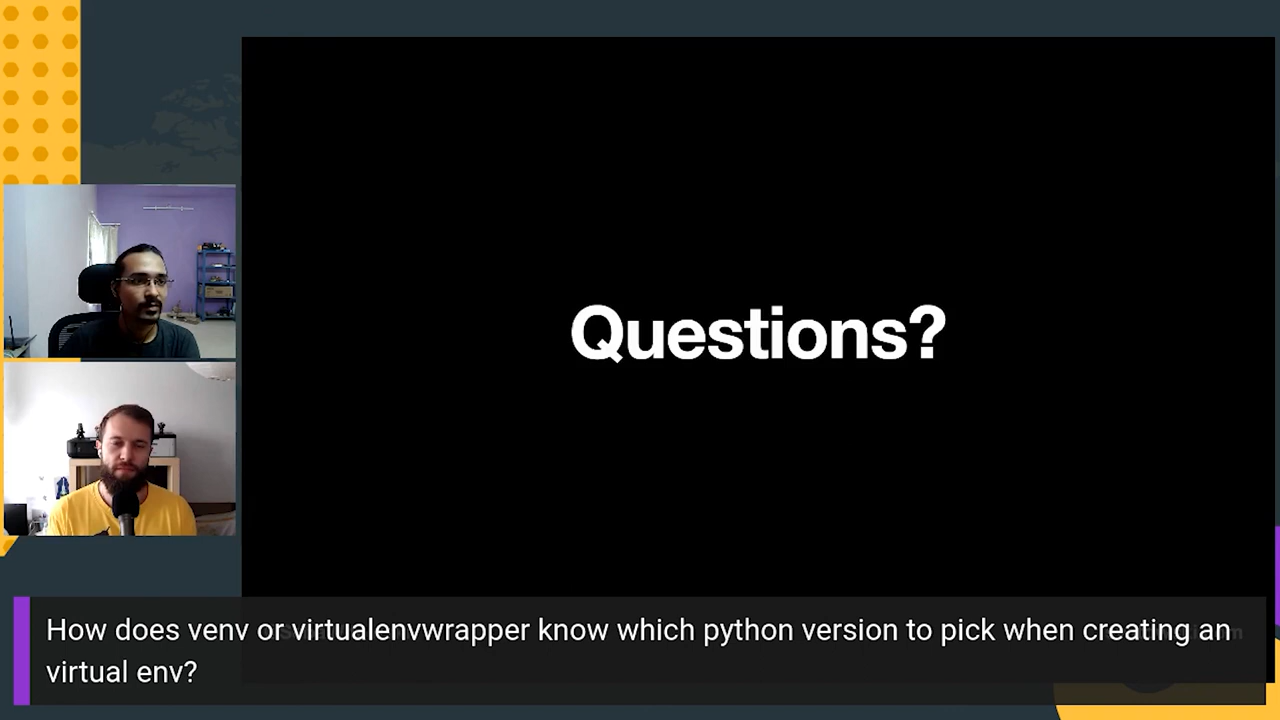 Questions?
How does venv or virtualenvwrapper know which python version to pick when creating an
virtual env?